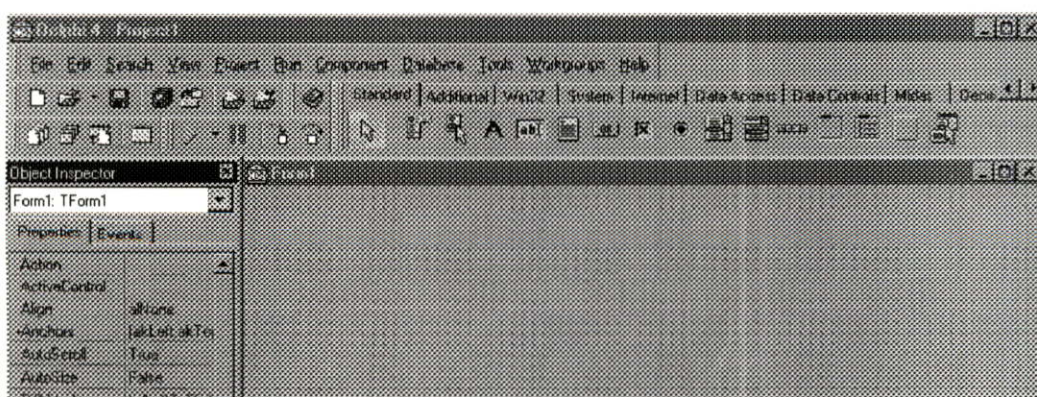 Delphi 4 - Project1
File Edit Search View Project Run Component Database Tools Workgroups Help
Standard Additional Win32 System Internet Data Access Data Controls Midas
Object Inspector
Form1
Form1: TForm1
Properties Events
Action
ActiveControl
Align alNone
Anchors [akLeft,akTop
AutoScroll True
AutoSize False